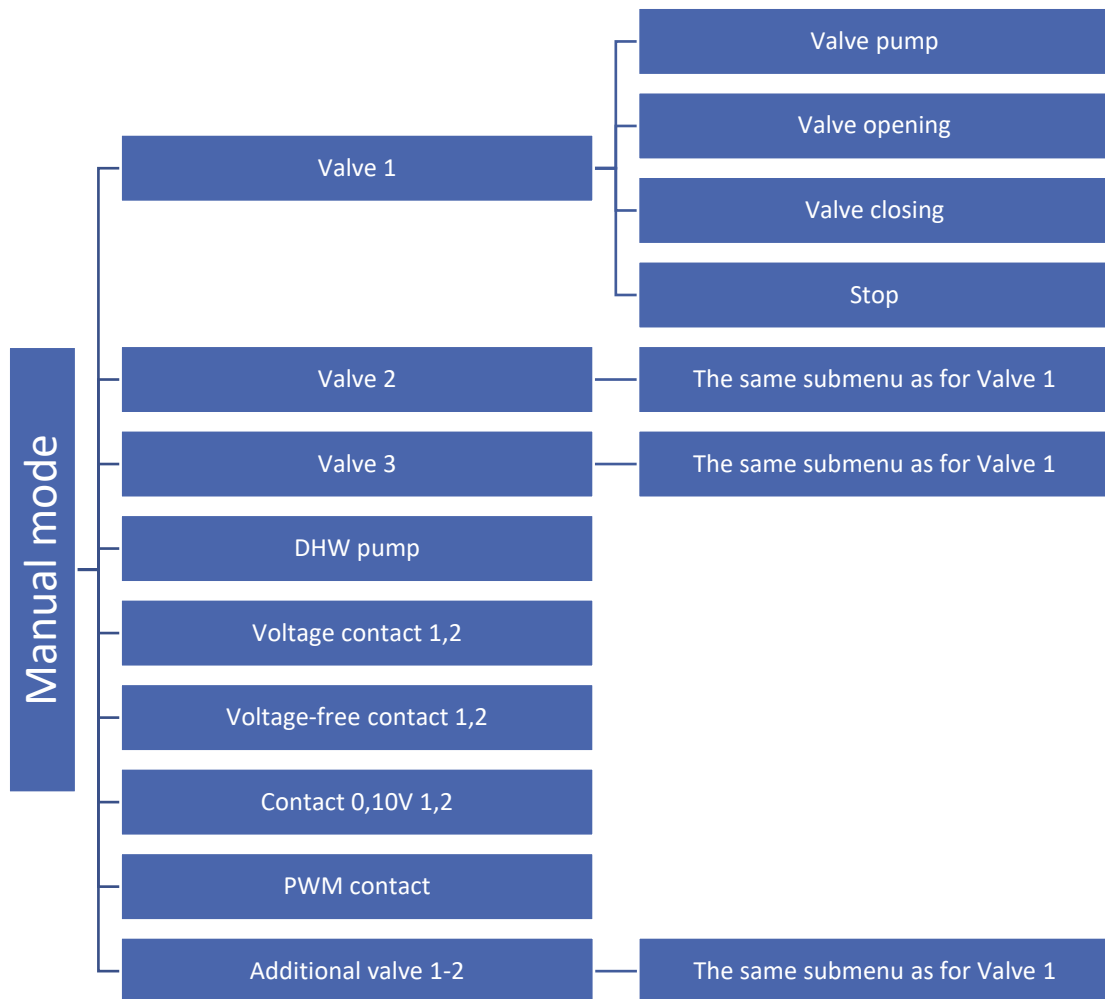 Manual mode
Valve 1
Valve pump
Valve opening
Valve closing
Stop
Valve 2
The same submenu as for Valve 1
Valve 3
The same submenu as for Valve 1
DHW pump
Voltage contact 1,2
Voltage-free contact 1,2
Contact 0,10V 1,2
PWM contact
Additional valve 1-2
The same submenu as for Valve 1